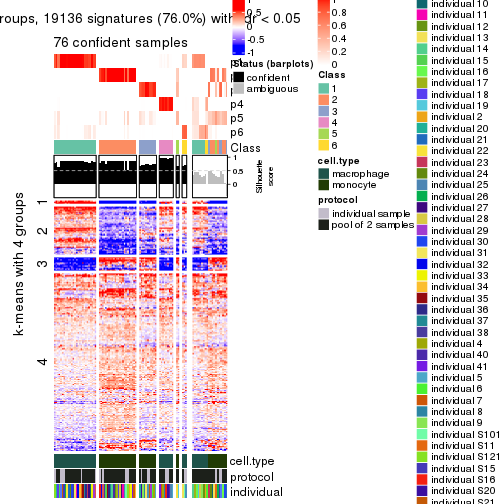 roups, 19136 signatures (76.0%) with
< 0.05
76 confident samples
p4
p5
p6
Class
1
0.5
0
Silhouette
score
k-means with 4 groups
1
2
3
4
cell.type
protocol
individual
0.5
0
-0.5
-1
Status (barplots)
confident
ambiguous
0.8
0.6
0.4
0.2
0
Class
1
2
3
4
5
6
cell.type
macrophage
monocyte
protocol
individual sample
pool of 2 samples
individual 10
individual 11
individual 12
individual 13
individual 14
individual 15
individual 16
individual 17
individual 18
individual 19
individual 2
individual 20
individual 21
individual 22
individual 23
individual 24
individual 25
individual 26
individual 27
individual 28
individual 29
individual 30
individual 31
individual 32
individual 33
individual 34
individual 35
individual 36
individual 37
individual 38
individual 4
individual 40
individual 41
individual 5
individual 6
individual 7
individual 8
individual 9
individual S101
individual S11
individual S121
individual S15
individual S16
individual S20
individual S21